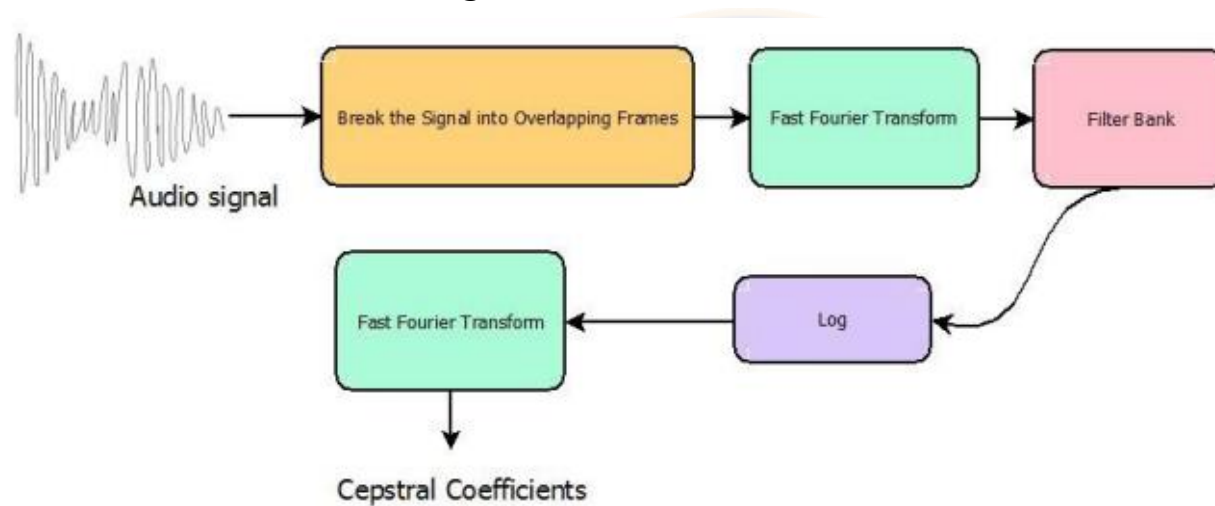 Break the Signal into Overlapping Frames
Fast Fourier Transform
Filter Bank
Audio signal
Fast Fourier Transform
Log
Cepstral Coefficients